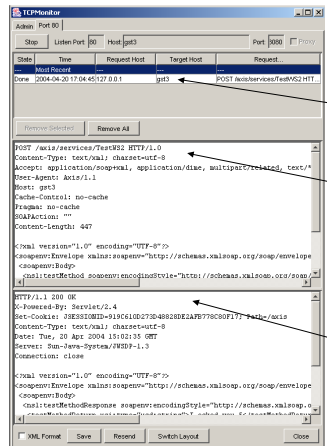 TCPMonitor
Admin Port 80
Stop Listen Port: 80 Host: gst3 Port: 8080 Proxy
State Time Request Host Target Host Request...
--- Most Recent --- --- ---
Done 2004-04-20 17:04:45 127.0.0.1 gst3 POST /axis/services/TestWS2 HTT...
Remove Selected Remove All
POST /axis/services/TestWS2 HTTP/1.0
Content-Type: text/xml; charset=utf-8
Accept: application/soap+xml, application/dime, multipart/related, text/*
User-Agent: Axis/1.1
Host: gst3
Cache-Control: no-cache
Pragma: no-cache
SOAPAction: ""
Content-Length: 447
<?xml version="1.0" encoding="UTF-8"?>
<soapenv:Envelope xmlns:soapenv="http://schemas.xmlsoap.org/soap/envelope
<soapenv:Body>
<ns1:testMethod soapenv:encodingStyle="http://schemas.xmlsoap.org/soap/
HTTP/1.1 200 OK
X-Powered-By: Servlet/2.4
Set-Cookie: Path=/axis
Content-Type: text/xml; charset=utf-8
Date: Tue, 20 Apr 2004 15:02:35 GMT
Server: Sun-Java-System/JWSDP-1.3
Connection: close
<?xml version="1.0" encoding="UTF-8"?>
<soapenv:Envelope xmlns:soapenv="http://schemas.xmlsoap.org/soap/envelope
<soapenv:Body>
<ns1:testMethodResponse soapenv:encodingStyle="http://schemas.xmlsoap.o
XML Format Save Resend Switch Layout Close